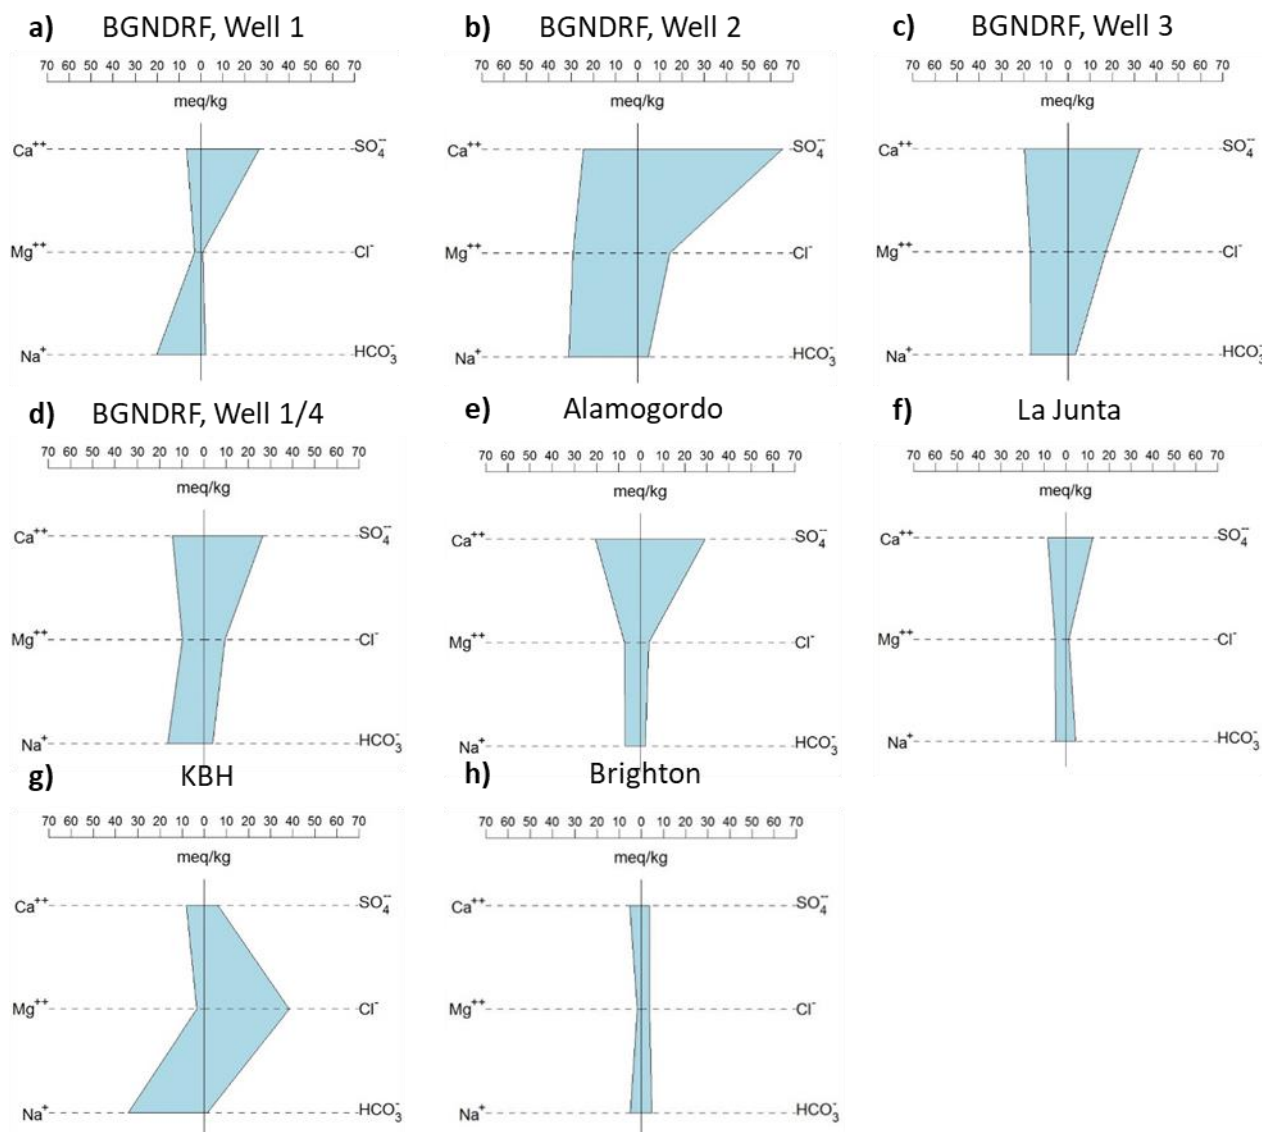 a) BGNDRF, Well 1
70 60 50 40 30 20 10 0 10 20 30 40 50 60 70
meq/kg
Ca⁺⁺ SO₄⁻⁻
Mg⁺⁺ Cl⁻
Na⁺ HCO₃⁻
b) BGNDRF, Well 2
70 60 50 40 30 20 10 0 10 20 30 40 50 60 70
meq/kg
Ca⁺⁺ SO₄⁻⁻
Mg⁺⁺ Cl⁻
Na⁺ HCO₃⁻
c) BGNDRF, Well 3
70 60 50 40 30 20 10 0 10 20 30 40 50 60 70
meq/kg
Ca⁺⁺ SO₄⁻⁻
Mg⁺⁺ Cl⁻
Na⁺ HCO₃⁻
d) BGNDRF, Well 1/4
70 60 50 40 30 20 10 0 10 20 30 40 50 60 70
meq/kg
Ca⁺⁺ SO₄⁻⁻
Mg⁺⁺ Cl⁻
Na⁺ HCO₃⁻
e) Alamogordo
70 60 50 40 30 20 10 0 10 20 30 40 50 60 70
meq/kg
Ca⁺⁺ SO₄⁻⁻
Mg⁺⁺ Cl⁻
Na⁺ HCO₃⁻
f) La Junta
70 60 50 40 30 20 10 0 10 20 30 40 50 60 70
meq/kg
Ca⁺⁺ SO₄⁻⁻
Mg⁺⁺ Cl⁻
Na⁺ HCO₃⁻
g) KBH
70 60 50 40 30 20 10 0 10 20 30 40 50 60 70
meq/kg
Ca⁺⁺ SO₄⁻⁻
Mg⁺⁺ Cl⁻
Na⁺ HCO₃⁻
h) Brighton
70 60 50 40 30 20 10 0 10 20 30 40 50 60 70
meq/kg
Ca⁺⁺ SO₄⁻⁻
Mg⁺⁺ Cl⁻
Na⁺ HCO₃⁻